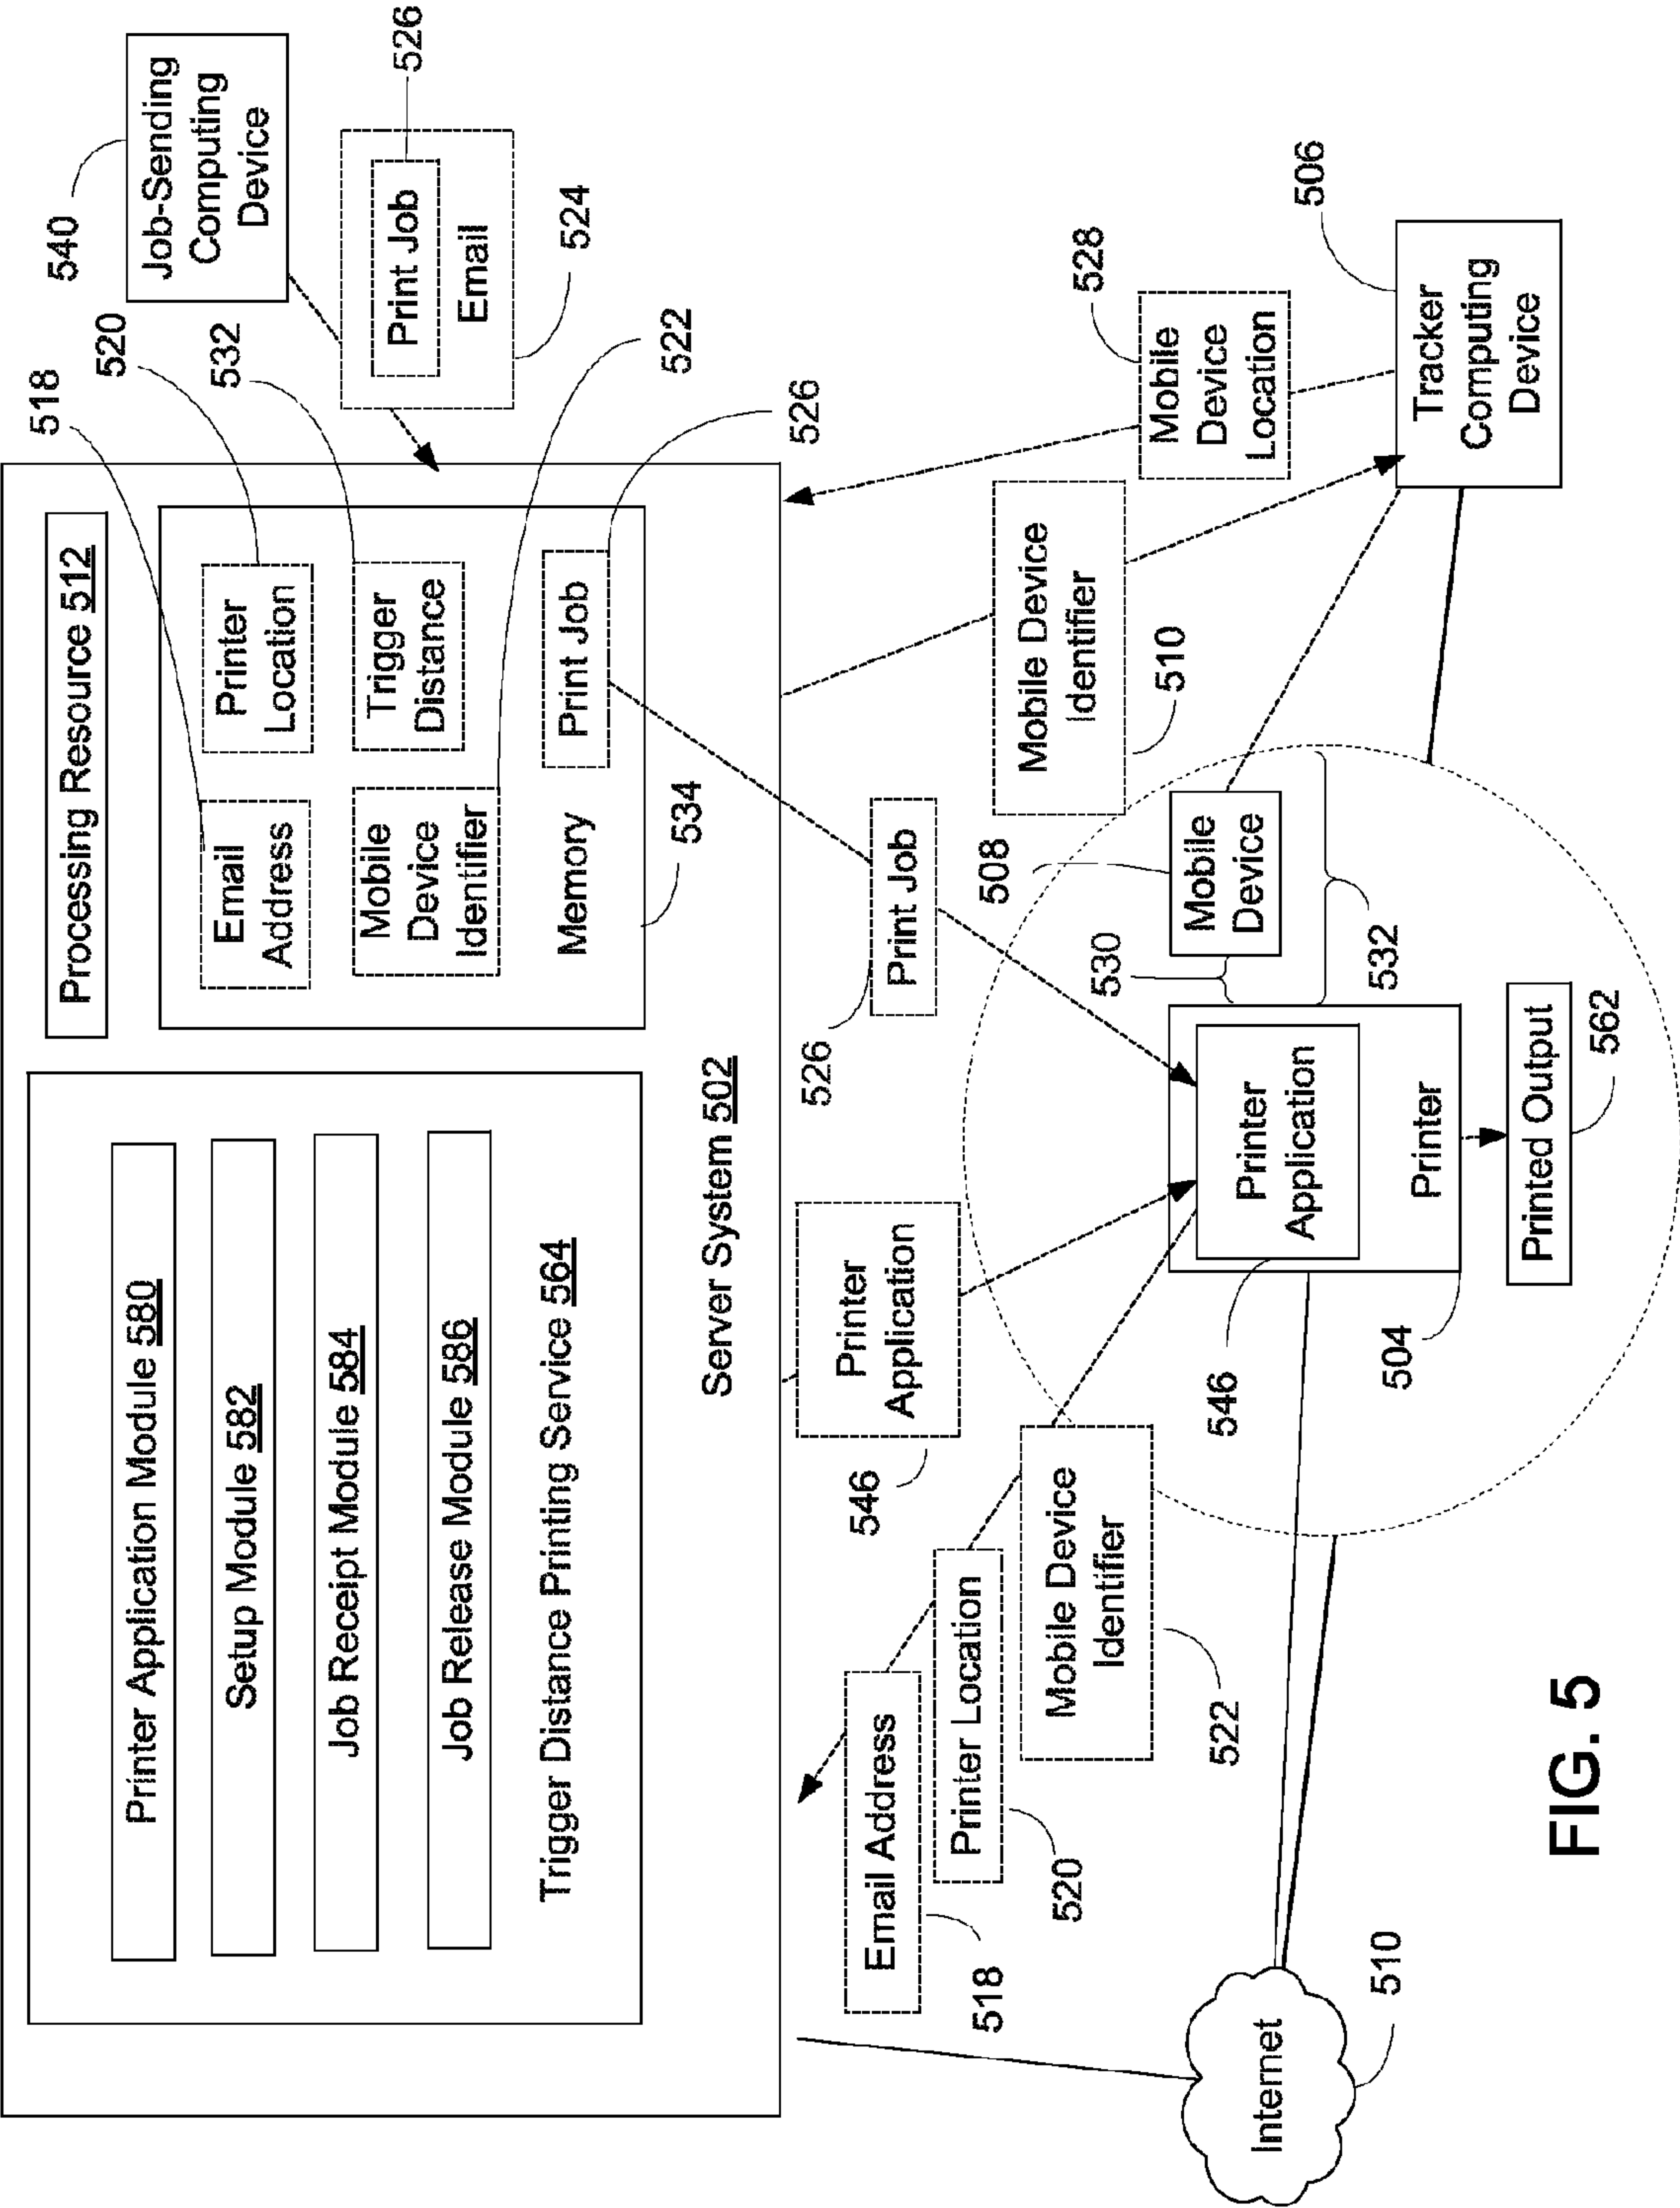 Printer Application Module 580
Setup Module 582
Job Receipt Module 584
Job Release Module 586
Trigger Distance Printing Service 564
Processing Resource 512
Email
Address
Printer
Location
Mobile
Device
Identifier
Trigger
Distance
Print Job
Memory
534
Server System 502
518
520
532
522
526
540
Job-Sending
Computing
Device
526
Print Job
Email
524
Email Address
518
Printer Location
520
Mobile Device
Identifier
522
Printer
Application
546
Print Job
526
Mobile Device
Identifier
510
Mobile
Device
Location
528
Tracker
Computing
Device
506
Mobile
Device
508
530
532
Printer
Application
546
Printer
504
Printed Output
562
Internet
510
FIG. 5